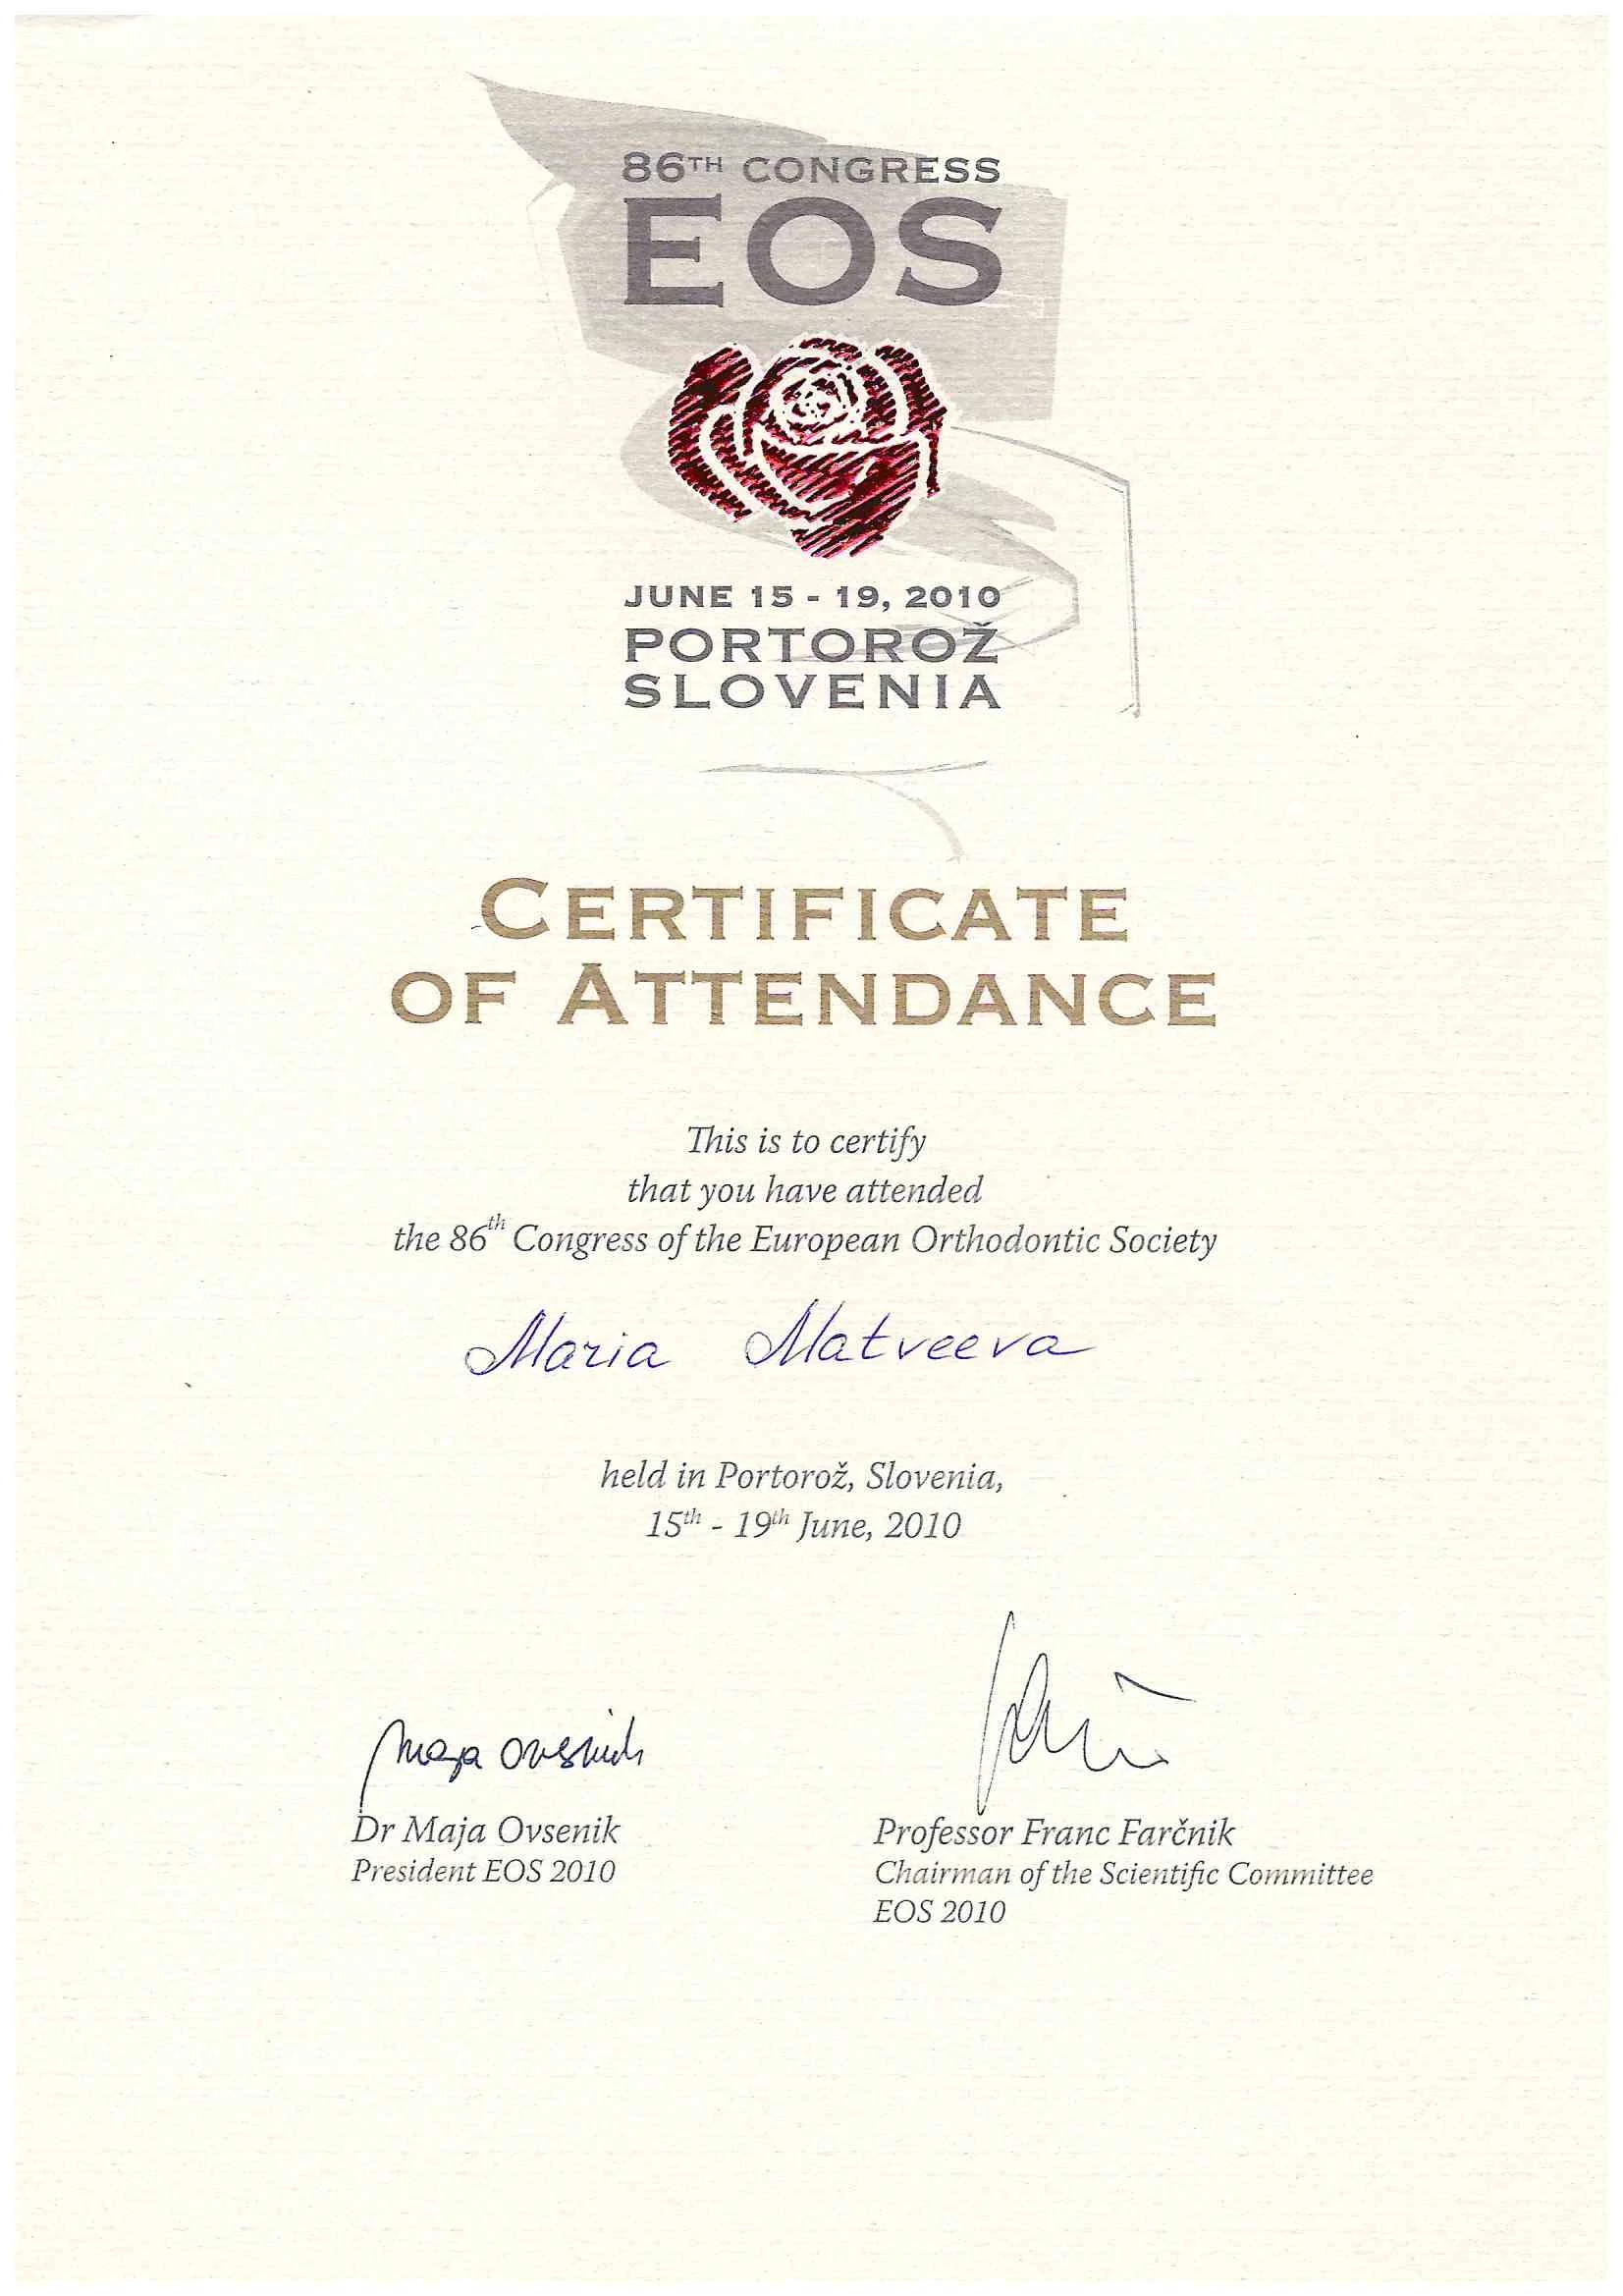 86TH CONGRESS
EOS
JUNE 15 - 19, 2010
PORTOROŽ
SLOVENIA
CERTIFICATE
OF ATTENDANCE
This is to certify
that you have attended
the 86th Congress of the European Orthodontic Society
Maria Matveeva
held in Portorož, Slovenia,
15th - 19th June, 2010
Maja Ovsenik
Dr Maja Ovsenik
President EOS 2010
Professor Franc Farčnik
Chairman of the Scientific Committee
EOS 2010